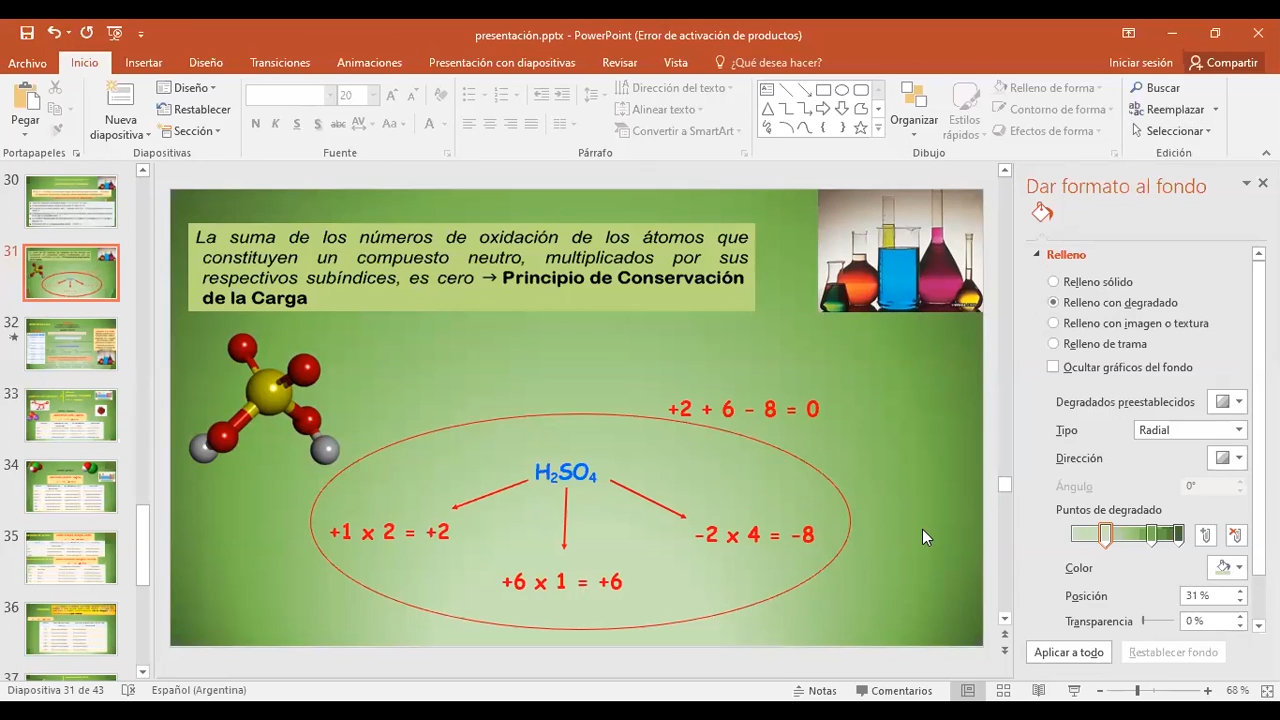 presentación.pptx - PowerPoint (Error de activación de productos)
Archivo Inicio Insertar Diseño Transiciones Animaciones Presentación con diapositivas Revisar Vista ¿Qué desea hacer? Iniciar sesión Compartir
Pegar
Nueva diapositiva
Diseño
Restablecer
Sección
20
N K S S abc AV Aa A
Dirección del texto
Alinear texto
Convertir a SmartArt
Organizar
Estilos rápidos
Relleno de forma
Contorno de forma
Efectos de forma
Buscar
Reemplazar
Seleccionar
Portapapeles Diapositivas Fuente Párrafo Dibujo Edición
30
31
32
33
34
35
36
La suma de los números de oxidación de los átomos que
constituyen un compuesto neutro, multiplicados por sus
respectivos subíndices, es cero → Principio de Conservación
de la Carga
+2 + 6 - 8 = 0
H₂SO₄
+1 x 2 = +2
-2 x 4 = -8
+6 x 1 = +6
Dar formato al fondo
Relleno
Relleno sólido
Relleno con degradado
Relleno con imagen o textura
Relleno de trama
Ocultar gráficos del fondo
Degradados preestablecidos
Tipo Radial
Dirección
Ángulo 0°
Puntos de degradado
Color
Posición 31 %
Transparencia 0 %
Aplicar a todo Restablecer fondo
Diapositiva 31 de 43 Español (Argentina) Notas Comentarios 68 %